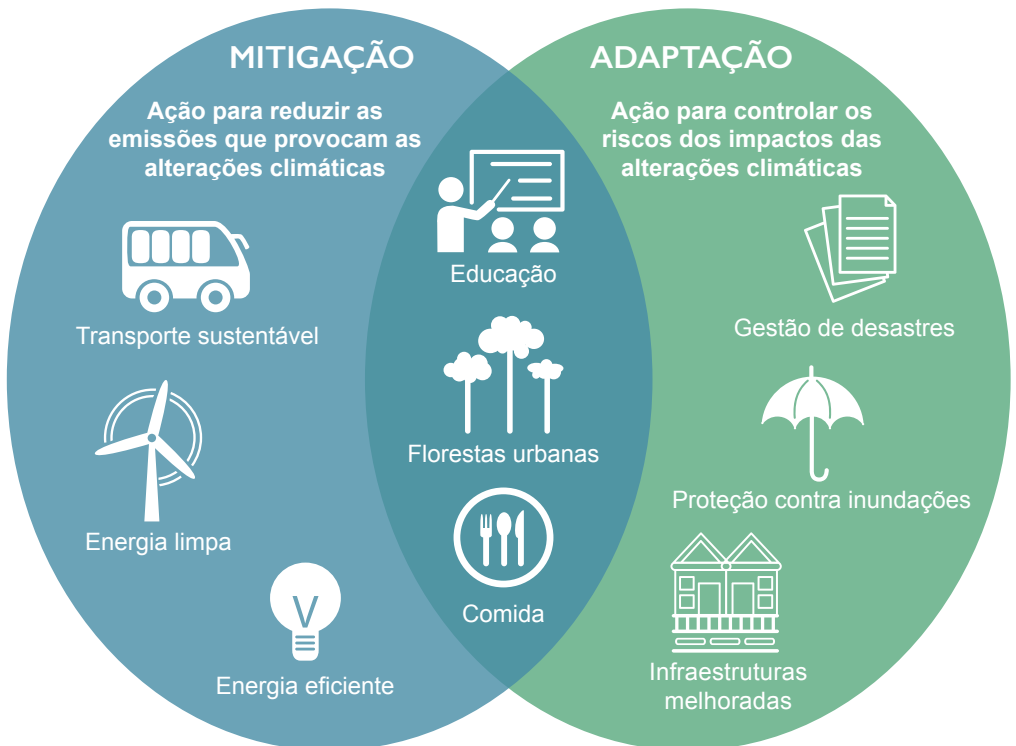 MITIGAÇÃO
Ação para reduzir as
emissões que provocam as
alterações climáticas
Transporte sustentável
Energia limpa
V
Energia eficiente
Educação
Florestas urbanas
Comida
ADAPTAÇÃO
Ação para controlar os
riscos dos impactos das
alterações climáticas
Gestão de desastres
Proteção contra inundações
Infraestruturas
melhoradas